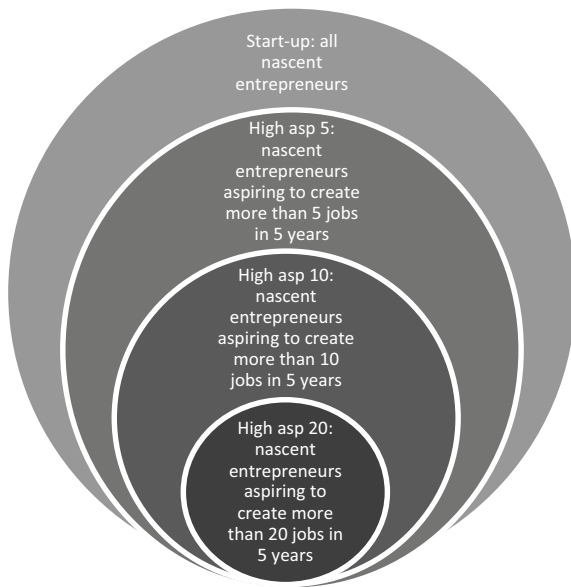 Start-up: all
nascent
entrepreneurs
High asp 5:
nascent
entrepreneurs
aspiring to create
more than 5 jobs
in 5 years
High asp 10:
nascent
entrepreneurs
aspiring to create
more than 10
jobs in 5 years
High asp 20:
nascent
entrepreneurs
aspiring to
create more
than 20 jobs in
5 years